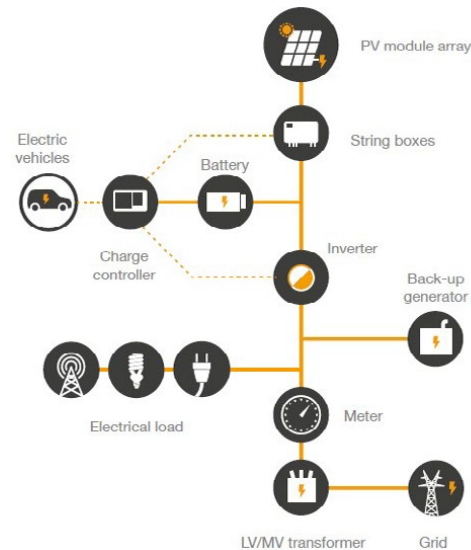 PV module array
String boxes
Electric
vehicles
Battery
Charge
controller
Inverter
Back-up
generator
Electrical load
Meter
LV/MV transformer
Grid